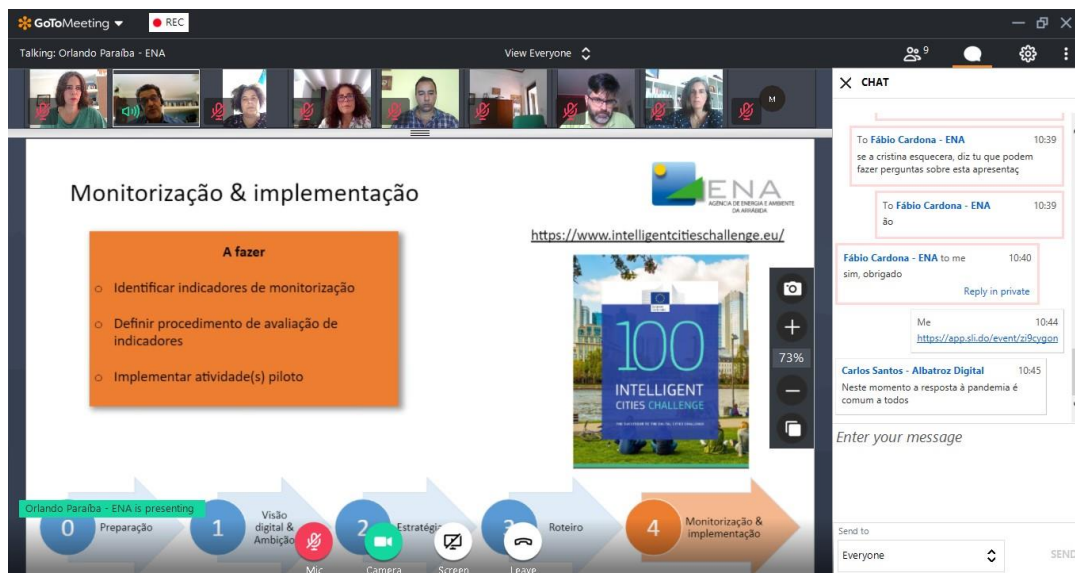 GoToMeeting
REC
Talking: Orlando Paraíba - ENA
View Everyone
9
M
Monitorização & implementação
ENA
AGÊNCIA DE ENERGIA E AMBIENTE
DA ARRÁBIDA
https://www.intelligentcitieschallenge.eu/
A fazer
o Identificar indicadores de monitorização
o Definir procedimento de avaliação de
indicadores
o Implementar atividade(s) piloto
100
INTELLIGENT
CITIES CHALLENGE
73%
Orlando Paraíba - ENA is presenting
0 Preparação
1 Visão
digital &
Ambição
2 Estratégia
3 Roteiro
4 Monitorização &
implementação
Mic
Camera
Screen
Leave
CHAT
To Fábio Cardona - ENA 10:39
se a cristina esquecera, diz tu que podem
fazer perguntas sobre esta apresentaç
To Fábio Cardona - ENA 10:39
ão
Fábio Cardona - ENA to me 10:40
sim, obrigado
Reply in private
Me 10:44
https://app.sli.do/event/zi9cygon
Carlos Santos - Albatroz Digital 10:45
Neste momento a resposta à pandemia é
comum a todos
Enter your message
Send to
Everyone
SEND